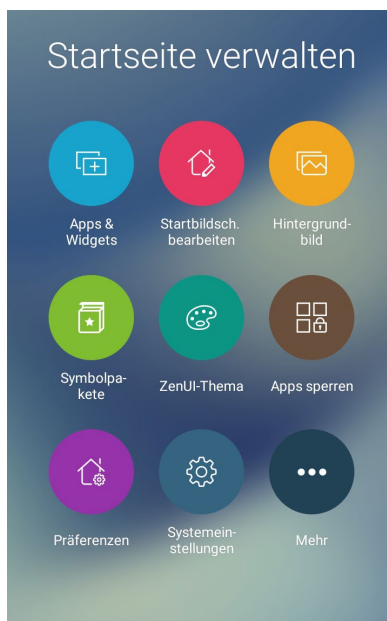 Startseite verwalten
Apps &
Widgets
Startbildsch.
bearbeiten
Hintergrund-
bild
Symbolpa-
kete
ZenUI-Thema
Apps sperren
Präferenzen
Systemein-
stellungen
Mehr